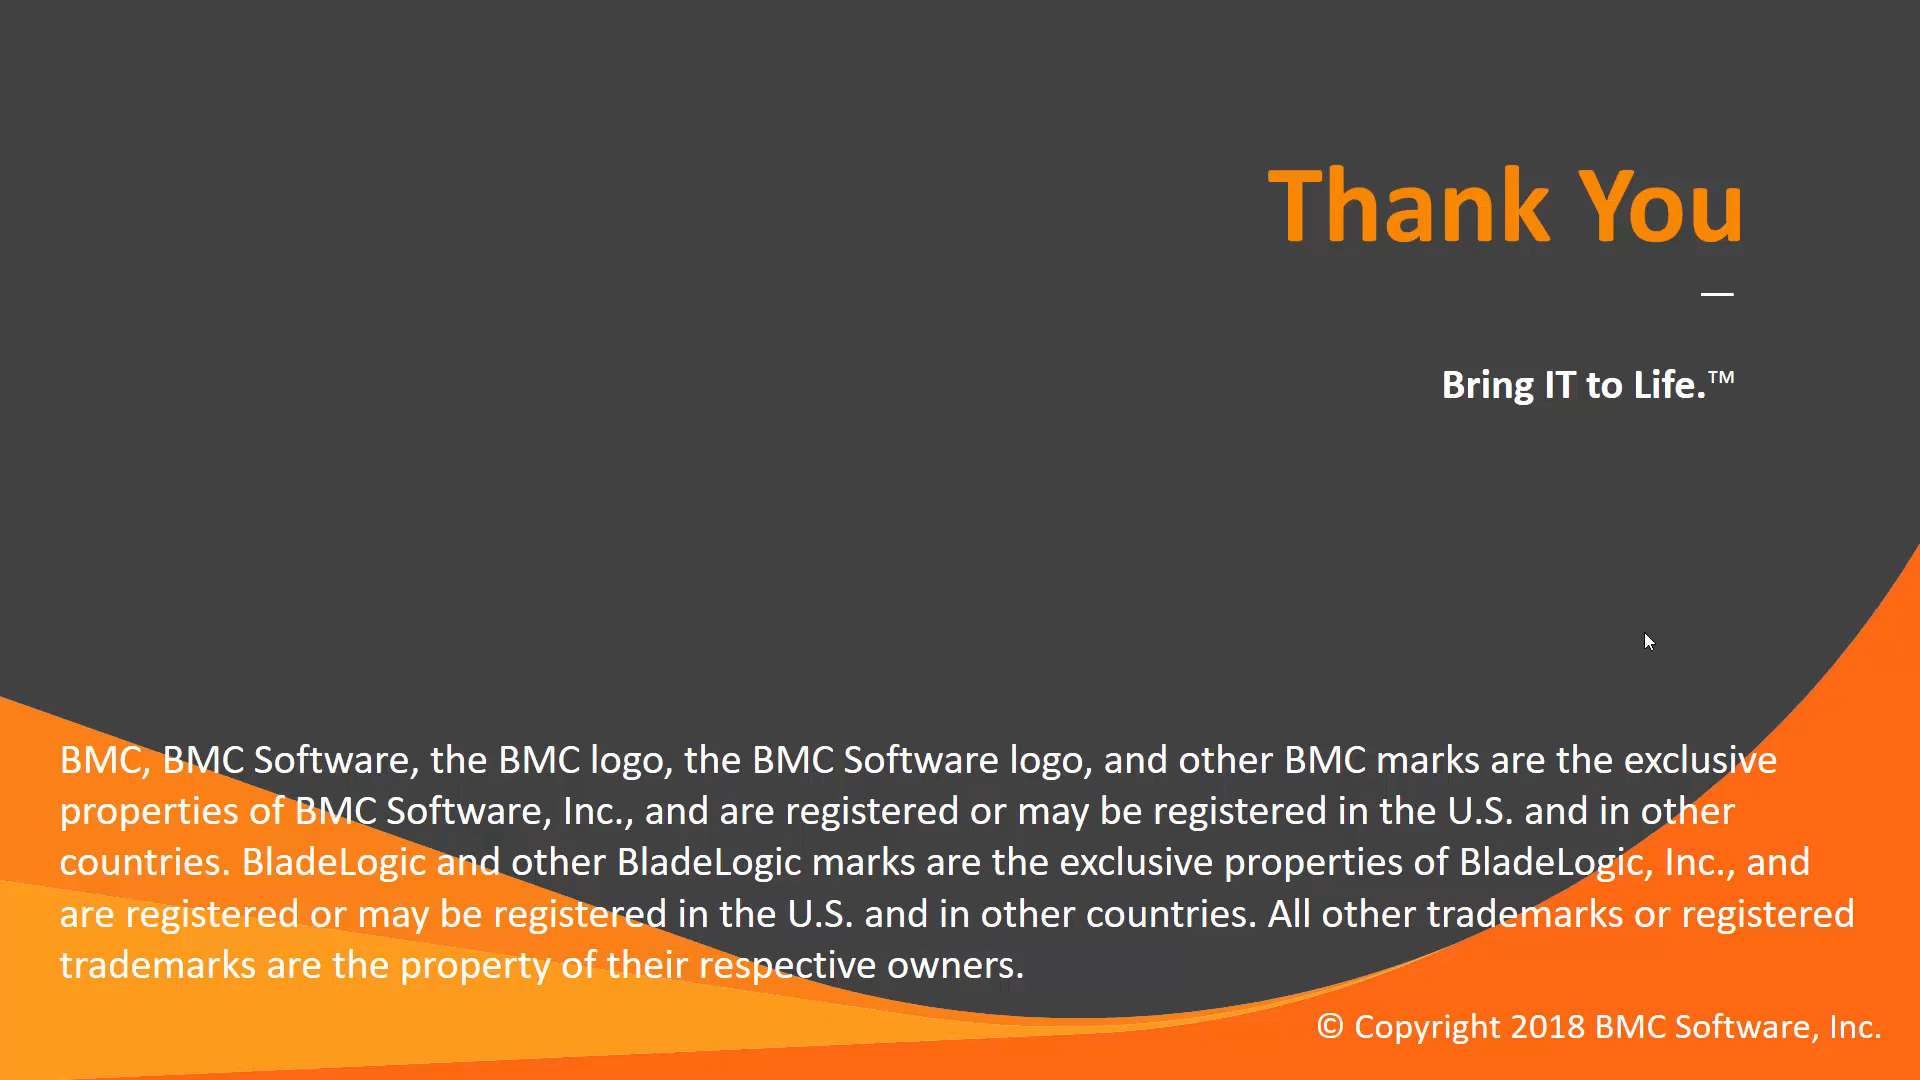 Thank You
Bring IT to Life.™
BMC, BMC Software, the BMC logo, the BMC Software logo, and other BMC marks are the exclusive
properties of BMC Software, Inc., and are registered or may be registered in the U.S. and in other
countries. BladeLogic and other BladeLogic marks are the exclusive properties of BladeLogic, Inc., and
are registered or may be registered in the U.S. and in other countries. All other trademarks or registered
trademarks are the property of their respective owners.
© Copyright 2018 BMC Software, Inc.